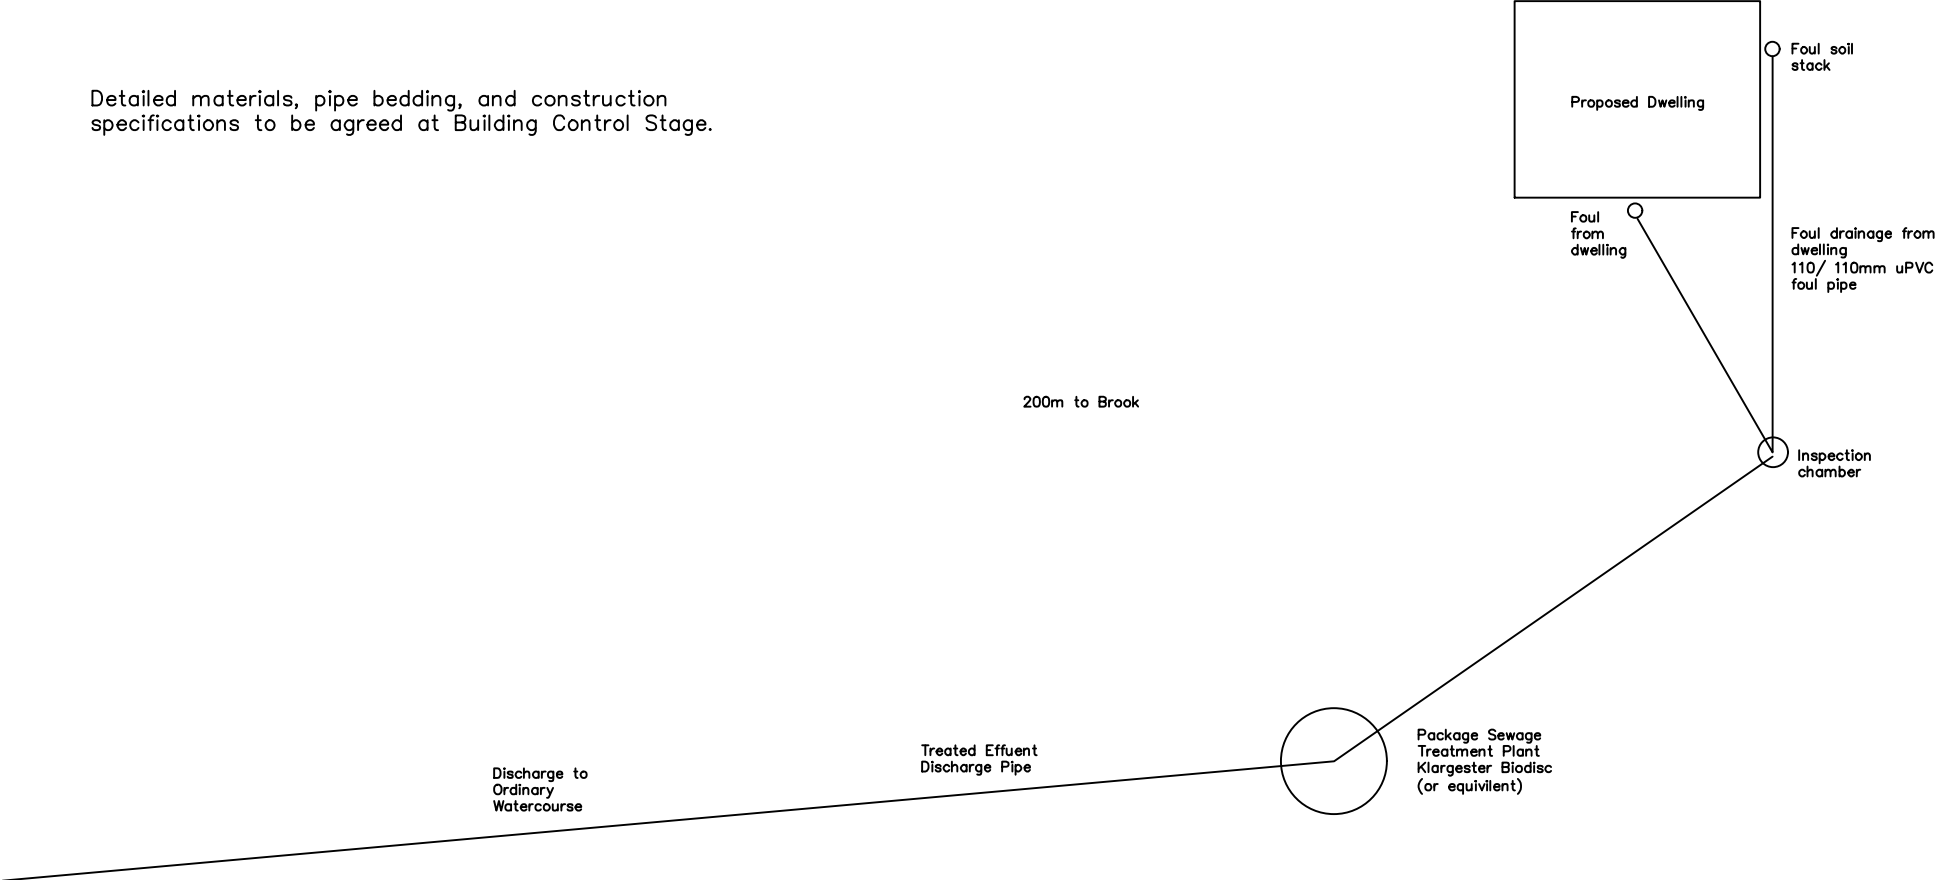 Detailed materials, pipe bedding, and construction
specifications to be agreed at Building Control Stage.
Proposed Dwelling
Foul soil
stack
Foul
from
dwelling
Foul drainage from
dwelling
110/ 110mm uPVC
foul pipe
200m to Brook
Inspection
chamber
Package Sewage
Treatment Plant
Klargester Biodisc
(or equivilent)
Treated Effuent
Discharge Pipe
Discharge to
Ordinary
Watercourse